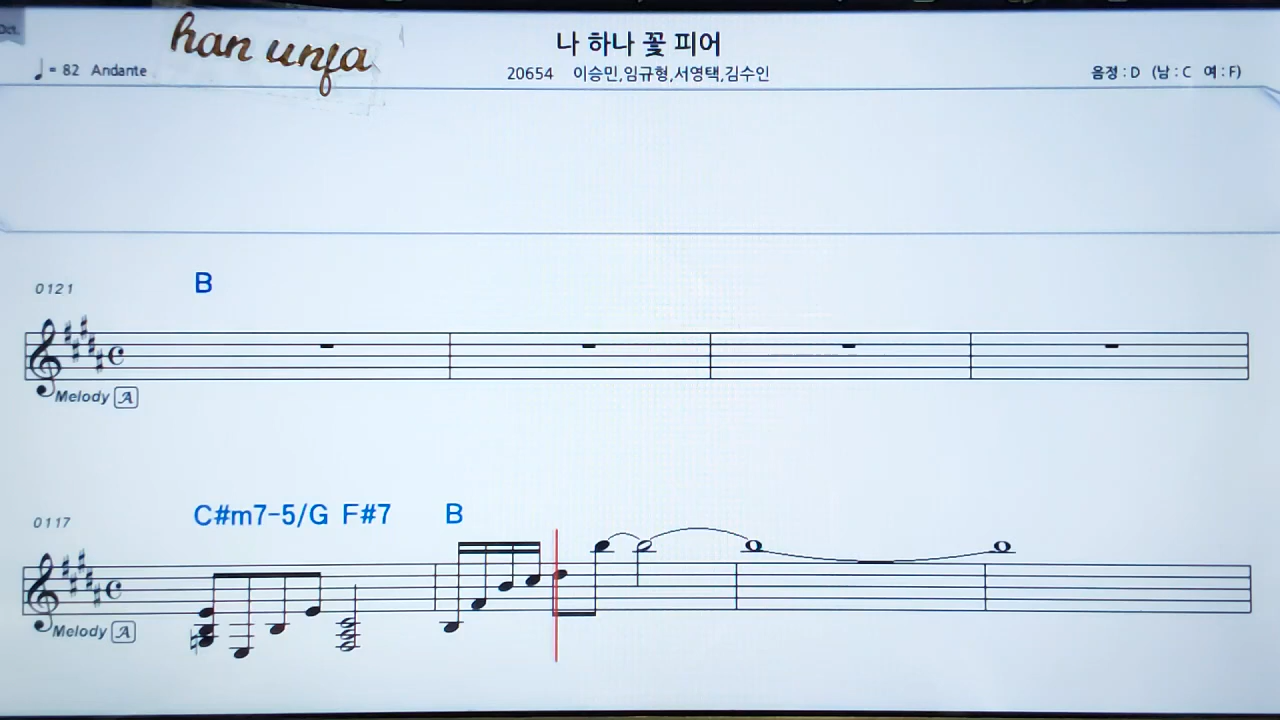 Oct.
han unfa
나 하나 꽃 피어
♩= 82 Andante
20654 이승민,임규형,서영택,김수인
음정 : D (남 : C 여 : F)
B
0121
Melody A
C#m7-5/G F#7 B
0117
Melody A